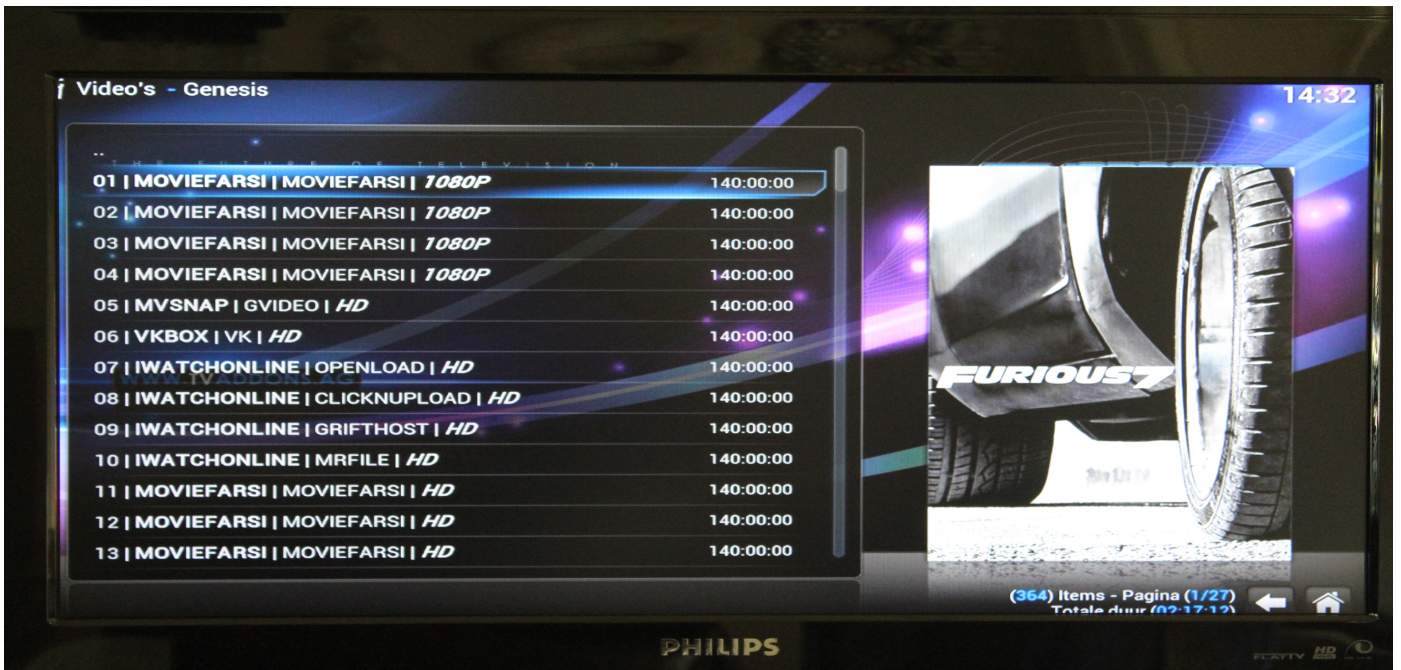 Video's - Genesis
14:32
..
THE FUTURE OF TELEVISION
01 | MOVIEFARSI | MOVIEFARSI | 1080P 140:00:00
02 | MOVIEFARSI | MOVIEFARSI | 1080P 140:00:00
03 | MOVIEFARSI | MOVIEFARSI | 1080P 140:00:00
04 | MOVIEFARSI | MOVIEFARSI | 1080P 140:00:00
05 | MVSNAP | GVIDEO | HD 140:00:00
06 | VKBOX | VK | HD 140:00:00
07 | IWATCHONLINE | OPENLOAD | HD 140:00:00
WWW.TVADDONS.AG
08 | IWATCHONLINE | CLICKNUPLOAD | HD 140:00:00
09 | IWATCHONLINE | GRIFTHOST | HD 140:00:00
10 | IWATCHONLINE | MRFILE | HD 140:00:00
11 | MOVIEFARSI | MOVIEFARSI | HD 140:00:00
12 | MOVIEFARSI | MOVIEFARSI | HD 140:00:00
13 | MOVIEFARSI | MOVIEFARSI | HD 140:00:00
FURIOUS 7
(364) Items - Pagina (1/27)
Totale duur (02:17:12)
PHILIPS
FLATTV HD